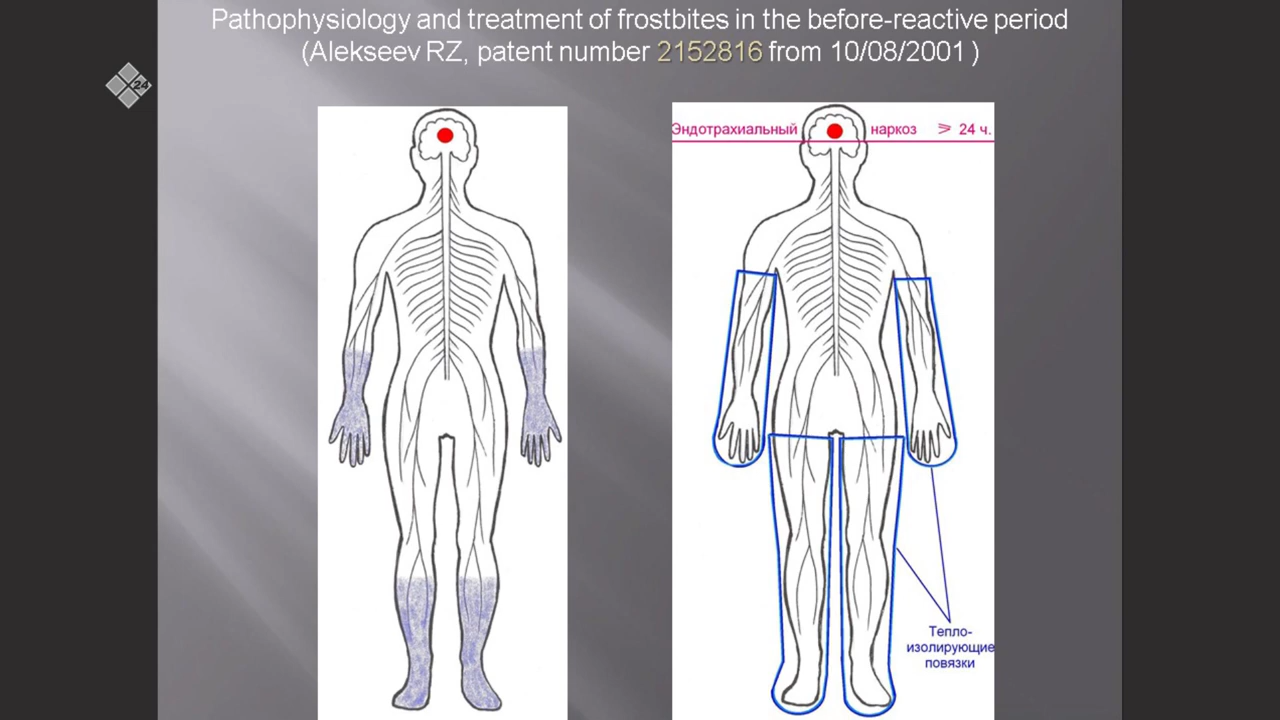 Pathophysiology and treatment of frostbites in the before-reactive period
(Alekseev RZ, patent number 2152816 from 10/08/2001 )
X24
Эндотрахиальный наркоз ⩾ 24 ч.
Тепло-
изолирующие
повязки